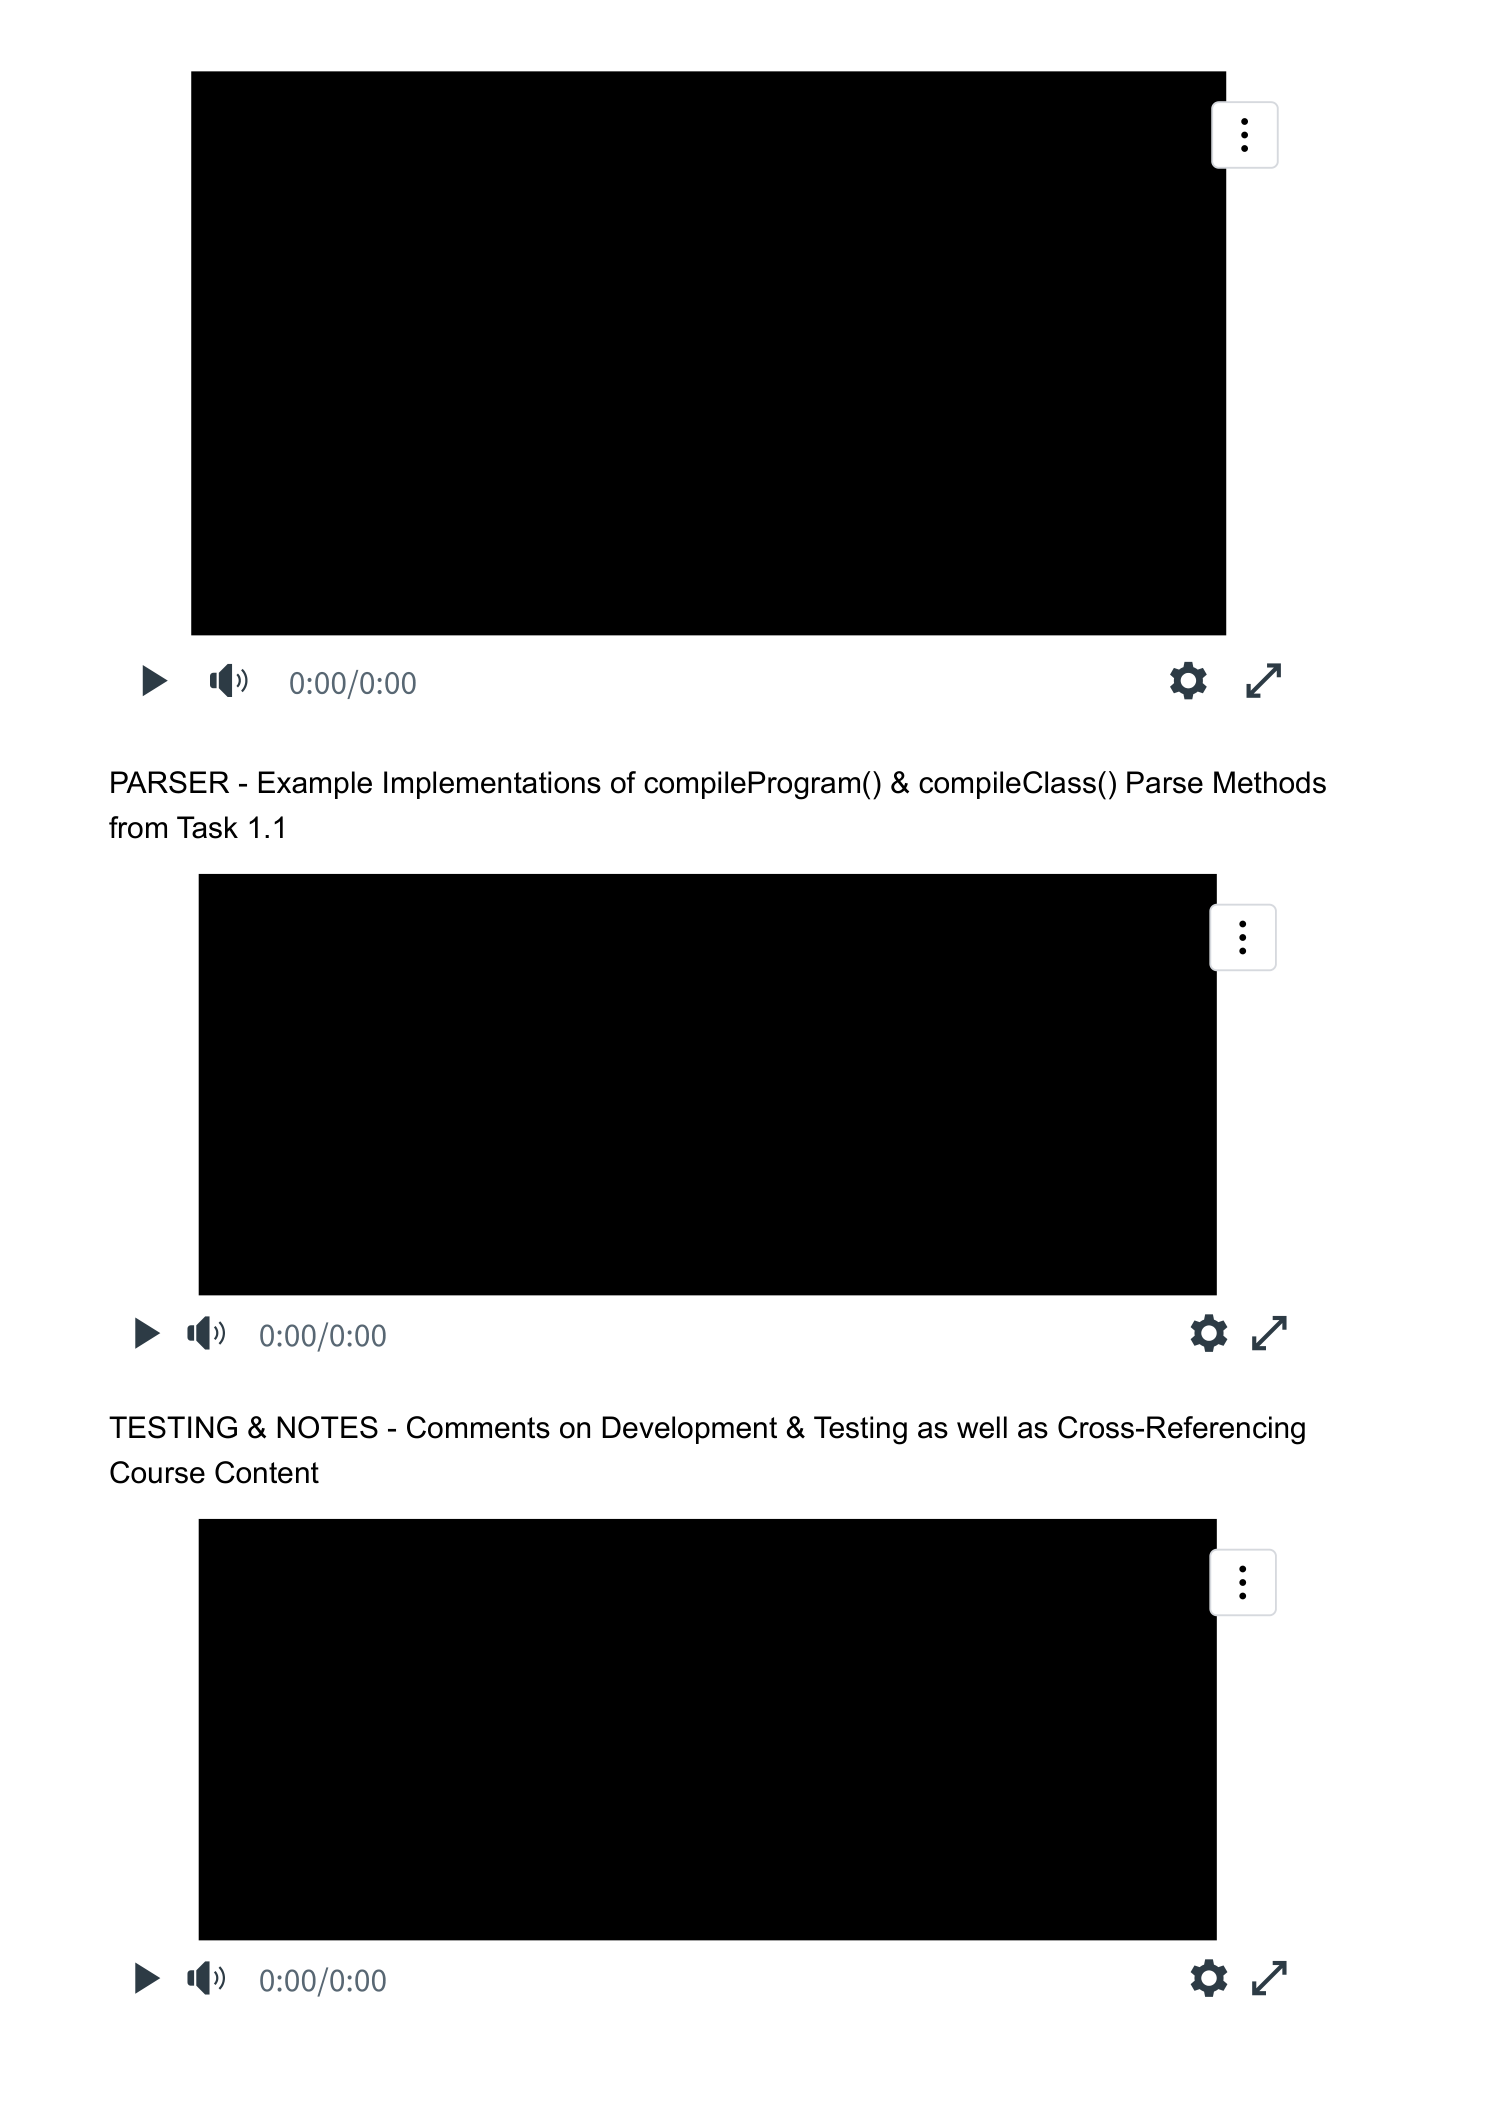 0:00/0:00
PARSER - Example Implementations of compileProgram() & compileClass() Parse Methods
from Task 1.1
0:00/0:00
TESTING & NOTES - Comments on Development & Testing as well as Cross-Referencing
Course Content
0:00/0:00